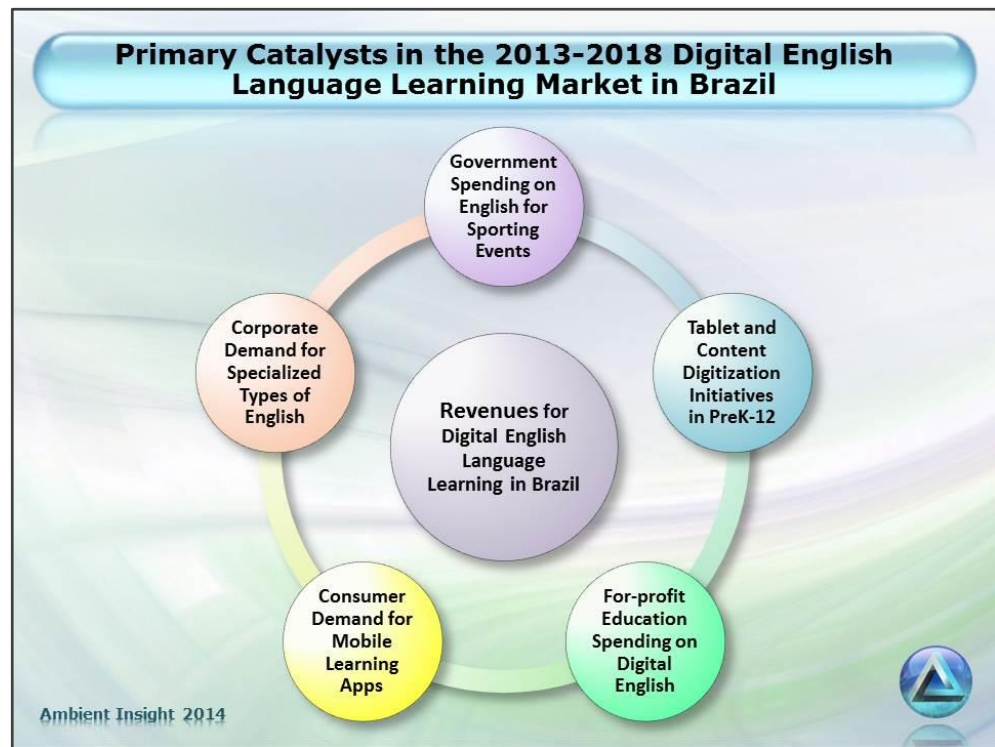 Primary Catalysts in the 2013-2018 Digital English
Language Learning Market in Brazil
Government
Spending on
English for
Sporting
Events
Corporate
Demand for
Specialized
Types of
English
Tablet and
Content
Digitization
Initiatives
in PreK-12
Revenues for
Digital English
Language
Learning in Brazil
Consumer
Demand for
Mobile
Learning
Apps
For-profit
Education
Spending on
Digital
English
Ambient Insight 2014